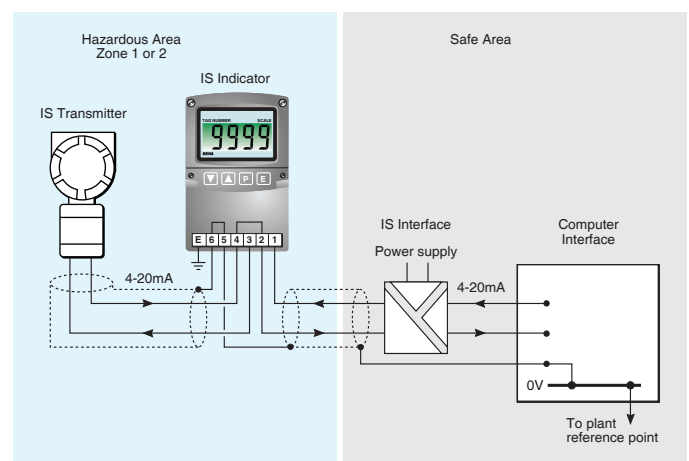 Hazardous Area
Zone 1 or 2
Safe Area
IS Indicator
IS Transmitter
TAG NUMBER SCALE
9999
BEKA
P E
E 6 5 4 3 2 1
IS Interface
Power supply
Computer
Interface
4-20mA
4-20mA
0V
To plant
reference point